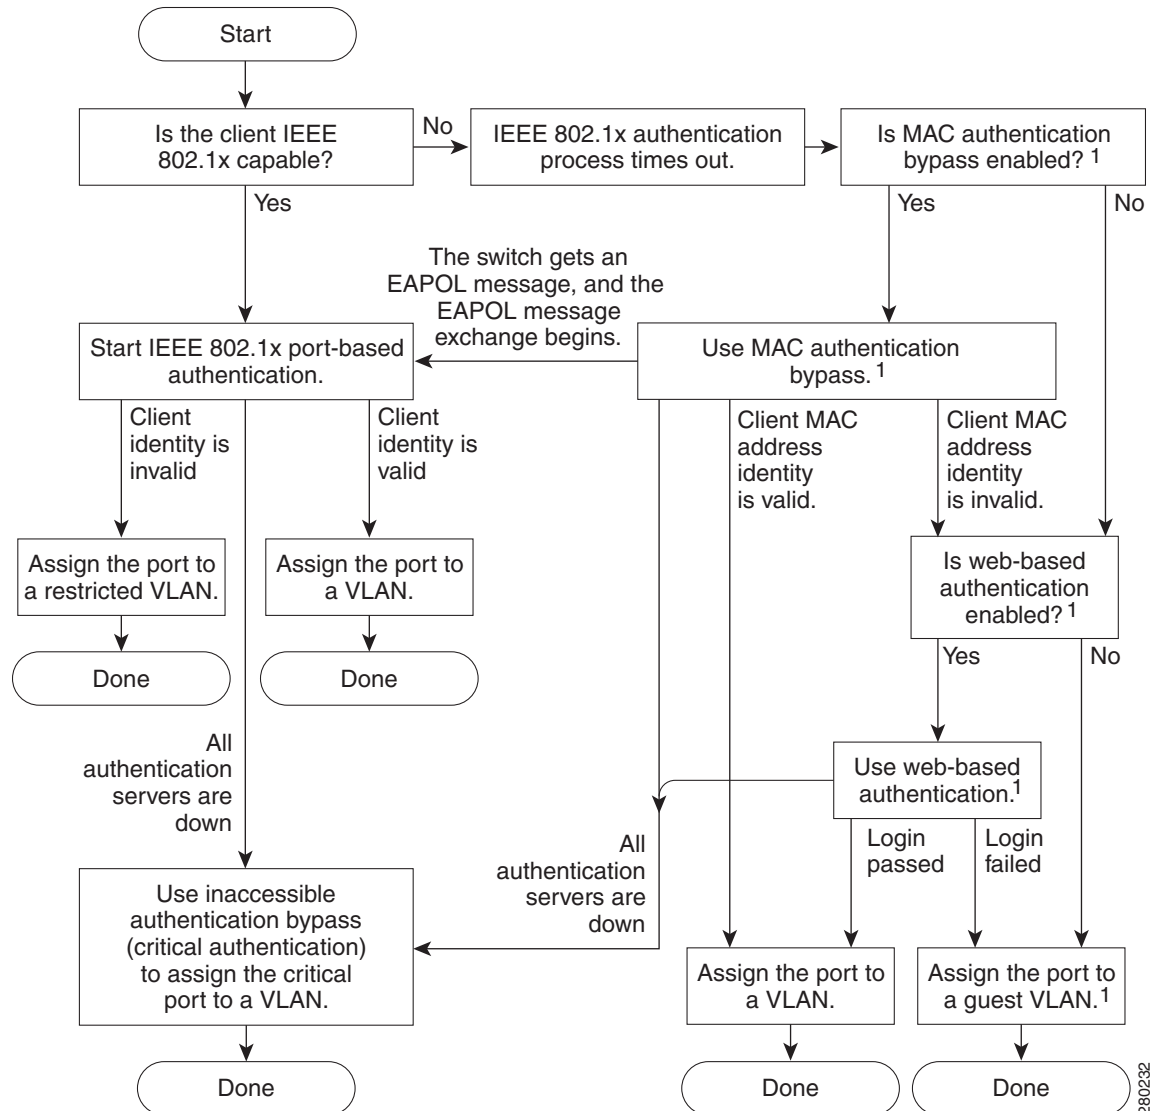 Start
Is the client IEEE
802.1x capable?
No
IEEE 802.1x authentication
process times out.
Is MAC authentication
bypass enabled? 1
Yes
Yes
No
The switch gets an
EAPOL message, and the
EAPOL message
exchange begins.
Start IEEE 802.1x port-based
authentication.
Use MAC authentication
bypass. 1
Client
identity is
invalid
Client
identity is
valid
Client MAC
address
identity
is valid.
Client MAC
address
identity
is invalid.
Assign the port to
a restricted VLAN.
Assign the port to
a VLAN.
Is web-based
authentication
enabled? 1
Done
Done
Yes
No
All
authentication
servers are
down
Use web-based
authentication.1
Login
passed
Login
failed
All
authentication
servers are
down
Use inaccessible
authentication bypass
(critical authentication)
to assign the critical
port to a VLAN.
Assign the port to
a VLAN.
Assign the port to
a guest VLAN.1
Done
Done
Done
280232